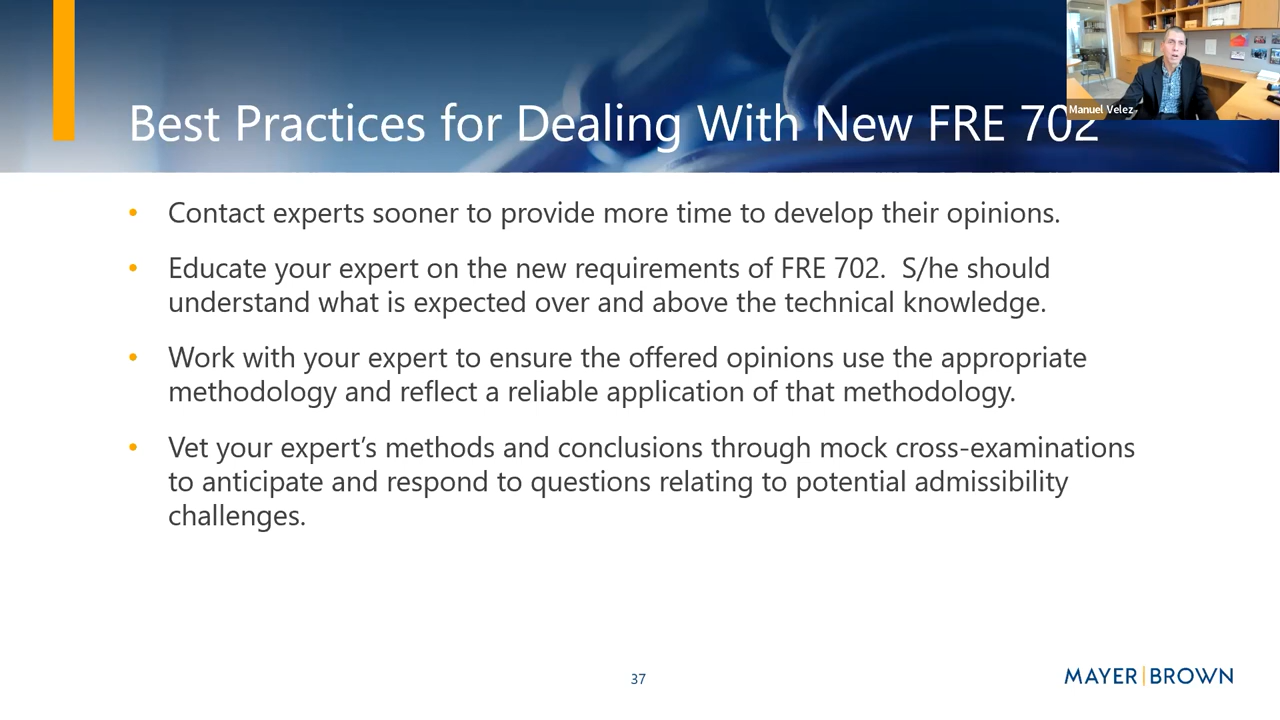 Manuel Velez
Best Practices for Dealing With New FRE 702
• Contact experts sooner to provide more time to develop their opinions.
• Educate your expert on the new requirements of FRE 702. S/he should
understand what is expected over and above the technical knowledge.
• Work with your expert to ensure the offered opinions use the appropriate
methodology and reflect a reliable application of that methodology.
• Vet your expert’s methods and conclusions through mock cross-examinations
to anticipate and respond to questions relating to potential admissibility
challenges.
37
MAYER|BROWN